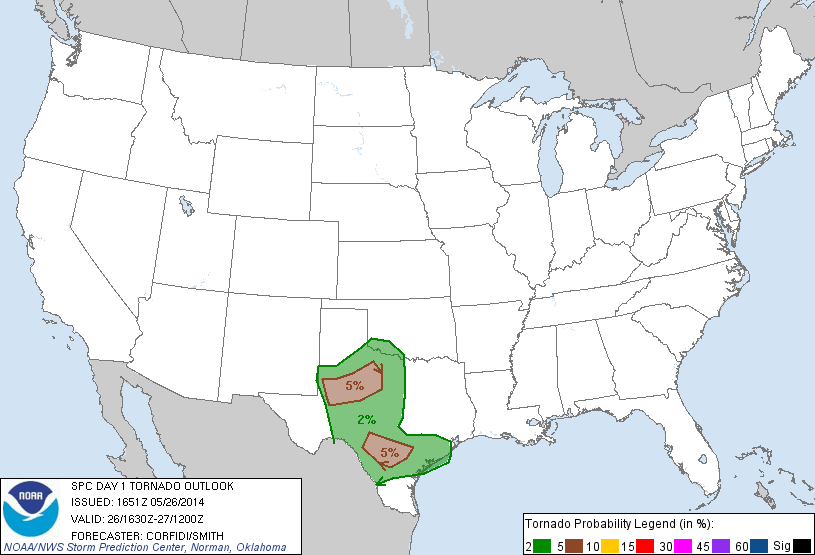 5%
2%
5%
NOAA
SPC DAY 1 TORNADO OUTLOOK
ISSUED: 1651Z 05/26/2014
VALID: 26/1630Z-27/1200Z
FORECASTER: CORFIDI/SMITH
NOAA/NWS Storm Prediction Center, Norman, Oklahoma
Tornado Probability Legend (in %):
2 5 10 15 30 45 60 Sig